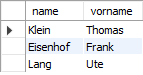 name vorname
Klein Thomas
Eisenhof Frank
Lang Ute